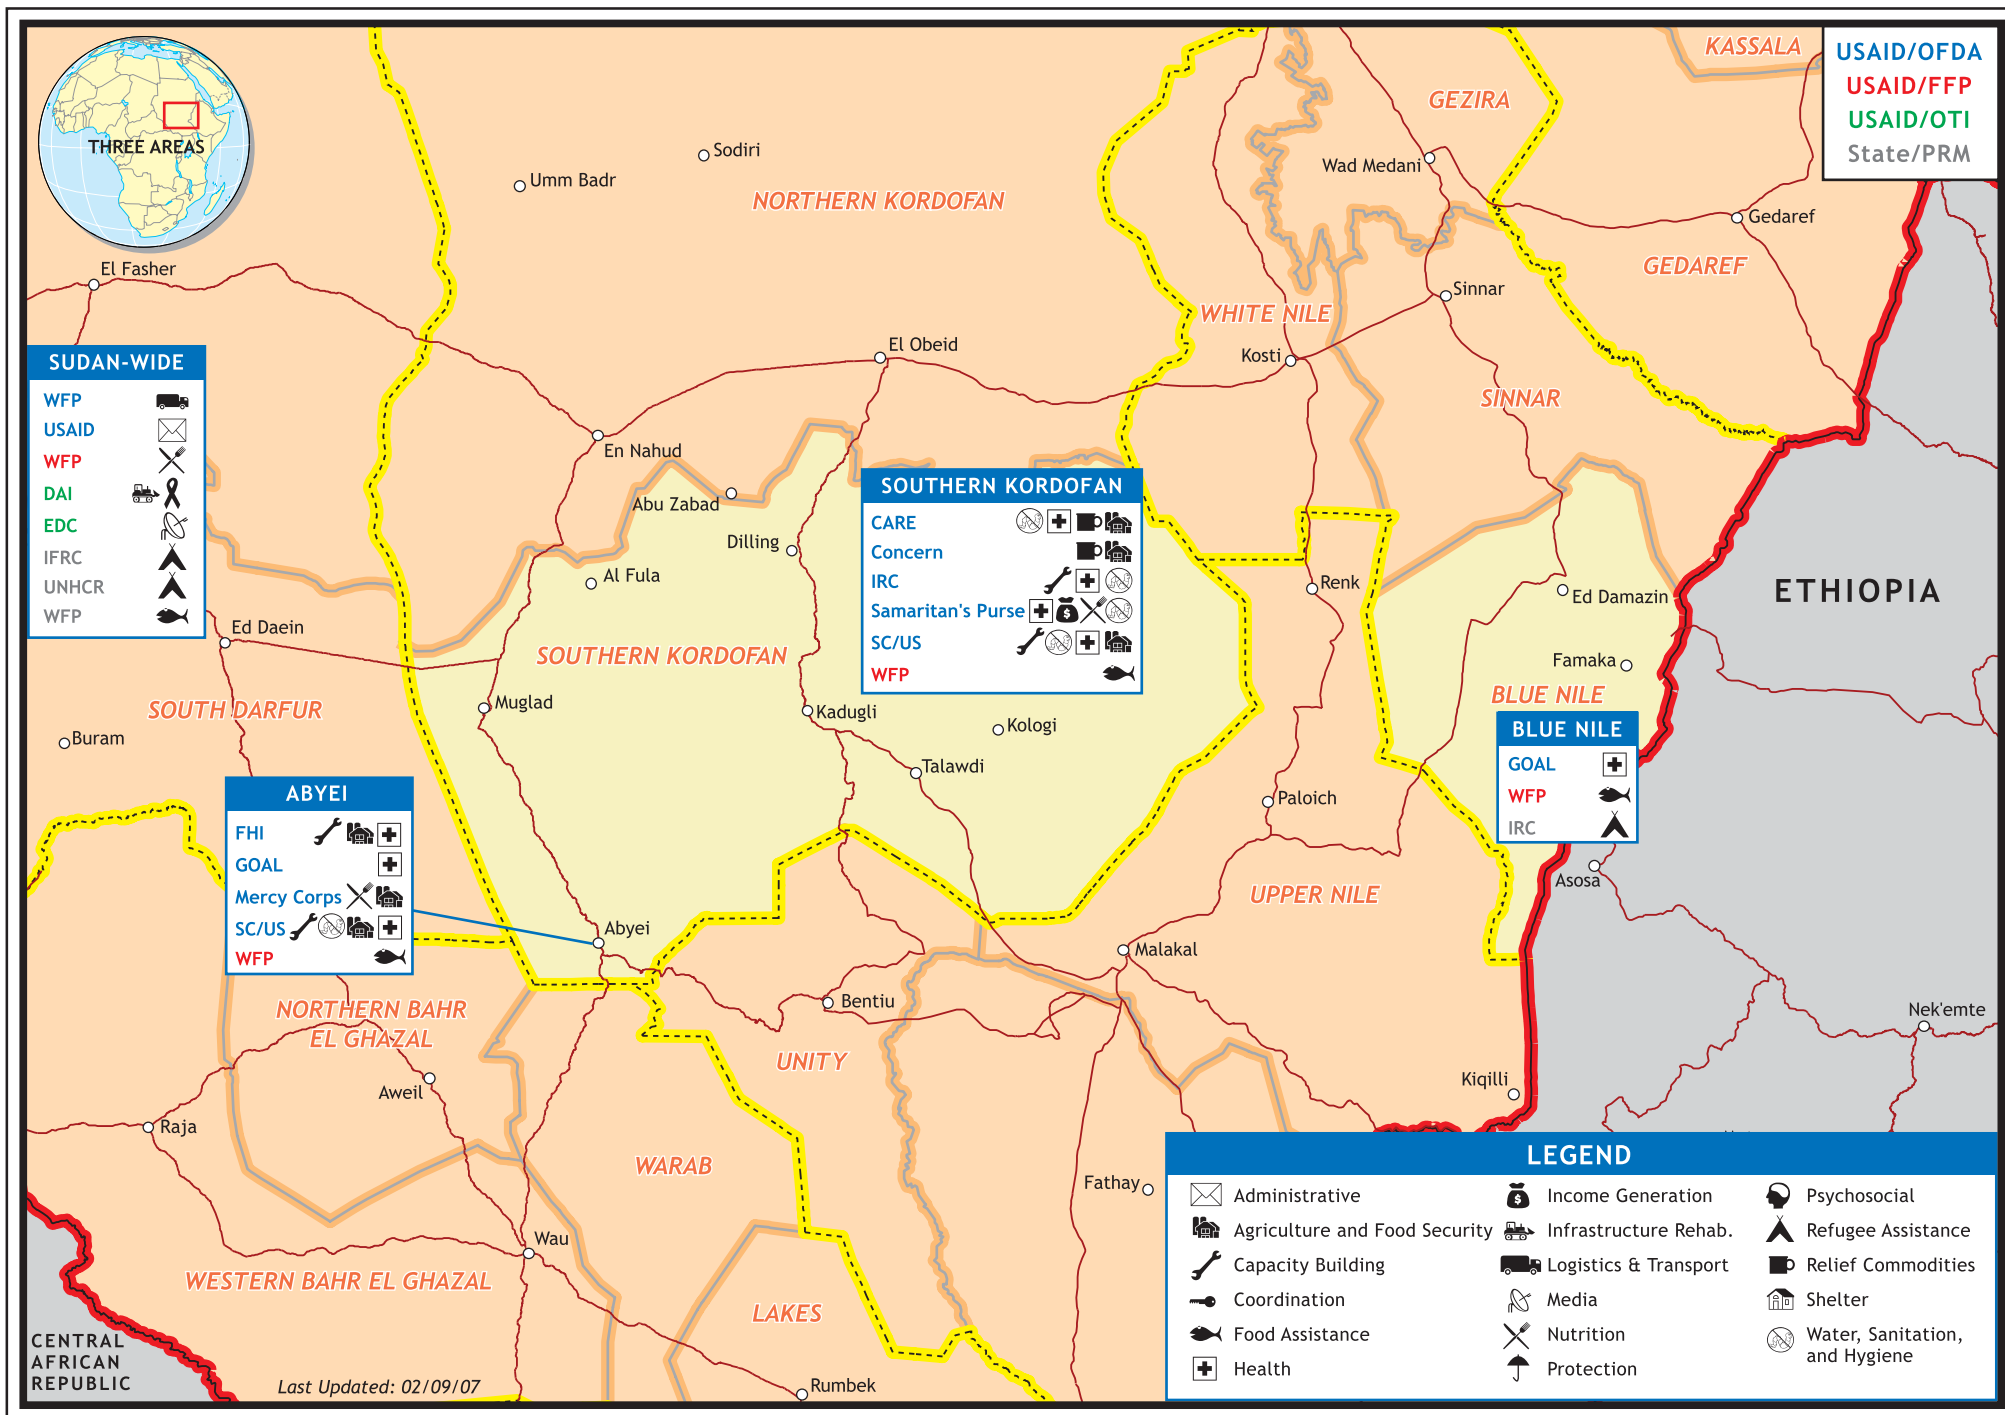 USAID/OFDA
USAID/FFP
USAID/OTI
State/PRM
THREE AREAS
KASSALA
GEZIRA
Wad Medani
Sodiri
Umm Badr
NORTHERN KORDOFAN
Gedaref
GEDAREF
El Fasher
Sinnar
WHITE NILE
El Obeid
Kosti
SINNAR
SUDAN-WIDE
WFP
USAID
WFP
DAI
EDC
IFRC
UNHCR
WFP
En Nahud
Abu Zabad
Dilling
Al Fula
SOUTHERN KORDOFAN
CARE
Concern
IRC
Samaritan's Purse
SC/US
WFP
Renk
Ed Damazin
ETHIOPIA
Ed Daein
SOUTHERN KORDOFAN
Famaka
BLUE NILE
SOUTH DARFUR
Muglad
Kadugli
Kologi
Buram
Talawdi
Paloich
BLUE NILE
GOAL
WFP
IRC
ABYEI
FHI
GOAL
Mercy Corps
SC/US
WFP
Asosa
UPPER NILE
Abyei
Malakal
Bentiu
NORTHERN BAHR
EL GHAZAL
Nek'emte
UNITY
Aweil
Kiqilli
Raja
WARAB
Fathay
Wau
WESTERN BAHR EL GHAZAL
LAKES
CENTRAL
AFRICAN
REPUBLIC
Last Updated: 02/09/07
Rumbek
LEGEND
Administrative
Agriculture and Food Security
Capacity Building
Coordination
Food Assistance
Health
Income Generation
Infrastructure Rehab.
Logistics & Transport
Media
Nutrition
Protection
Psychosocial
Refugee Assistance
Relief Commodities
Shelter
Water, Sanitation,
and Hygiene